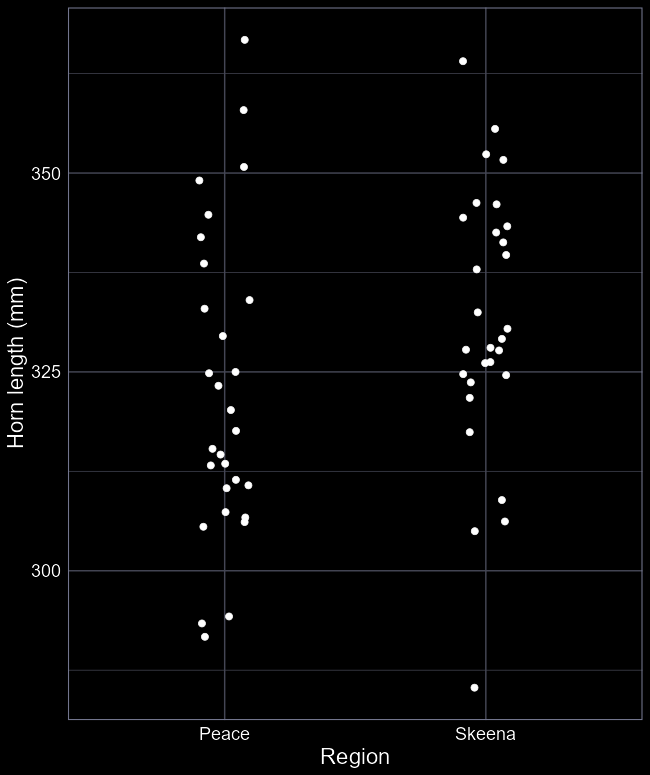 Horn length (mm)
350
325
300
Peace Skeena
Region